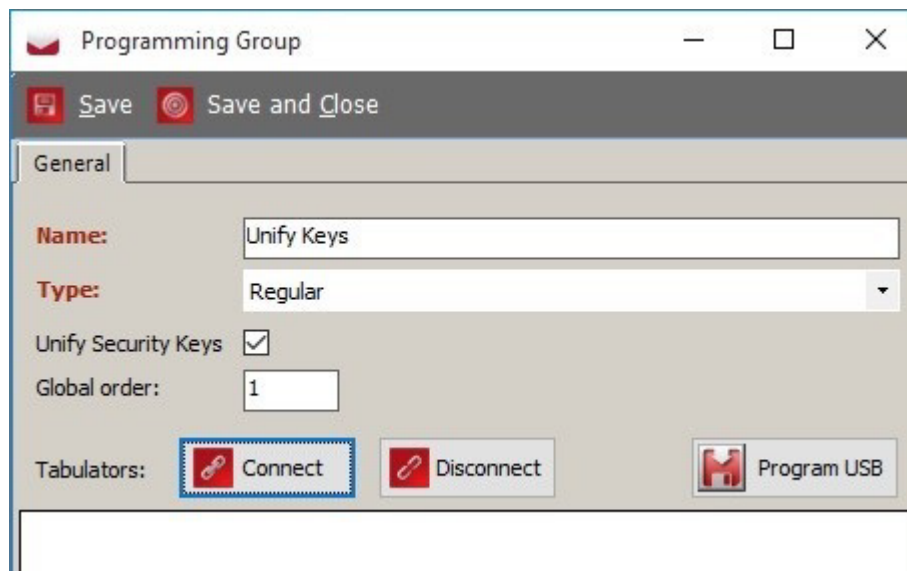 Programming Group
Save Save and Close
General
Name: Unify Keys
Type: Regular
Unify Security Keys
Global order: 1
Tabulators: Connect Disconnect Program USB